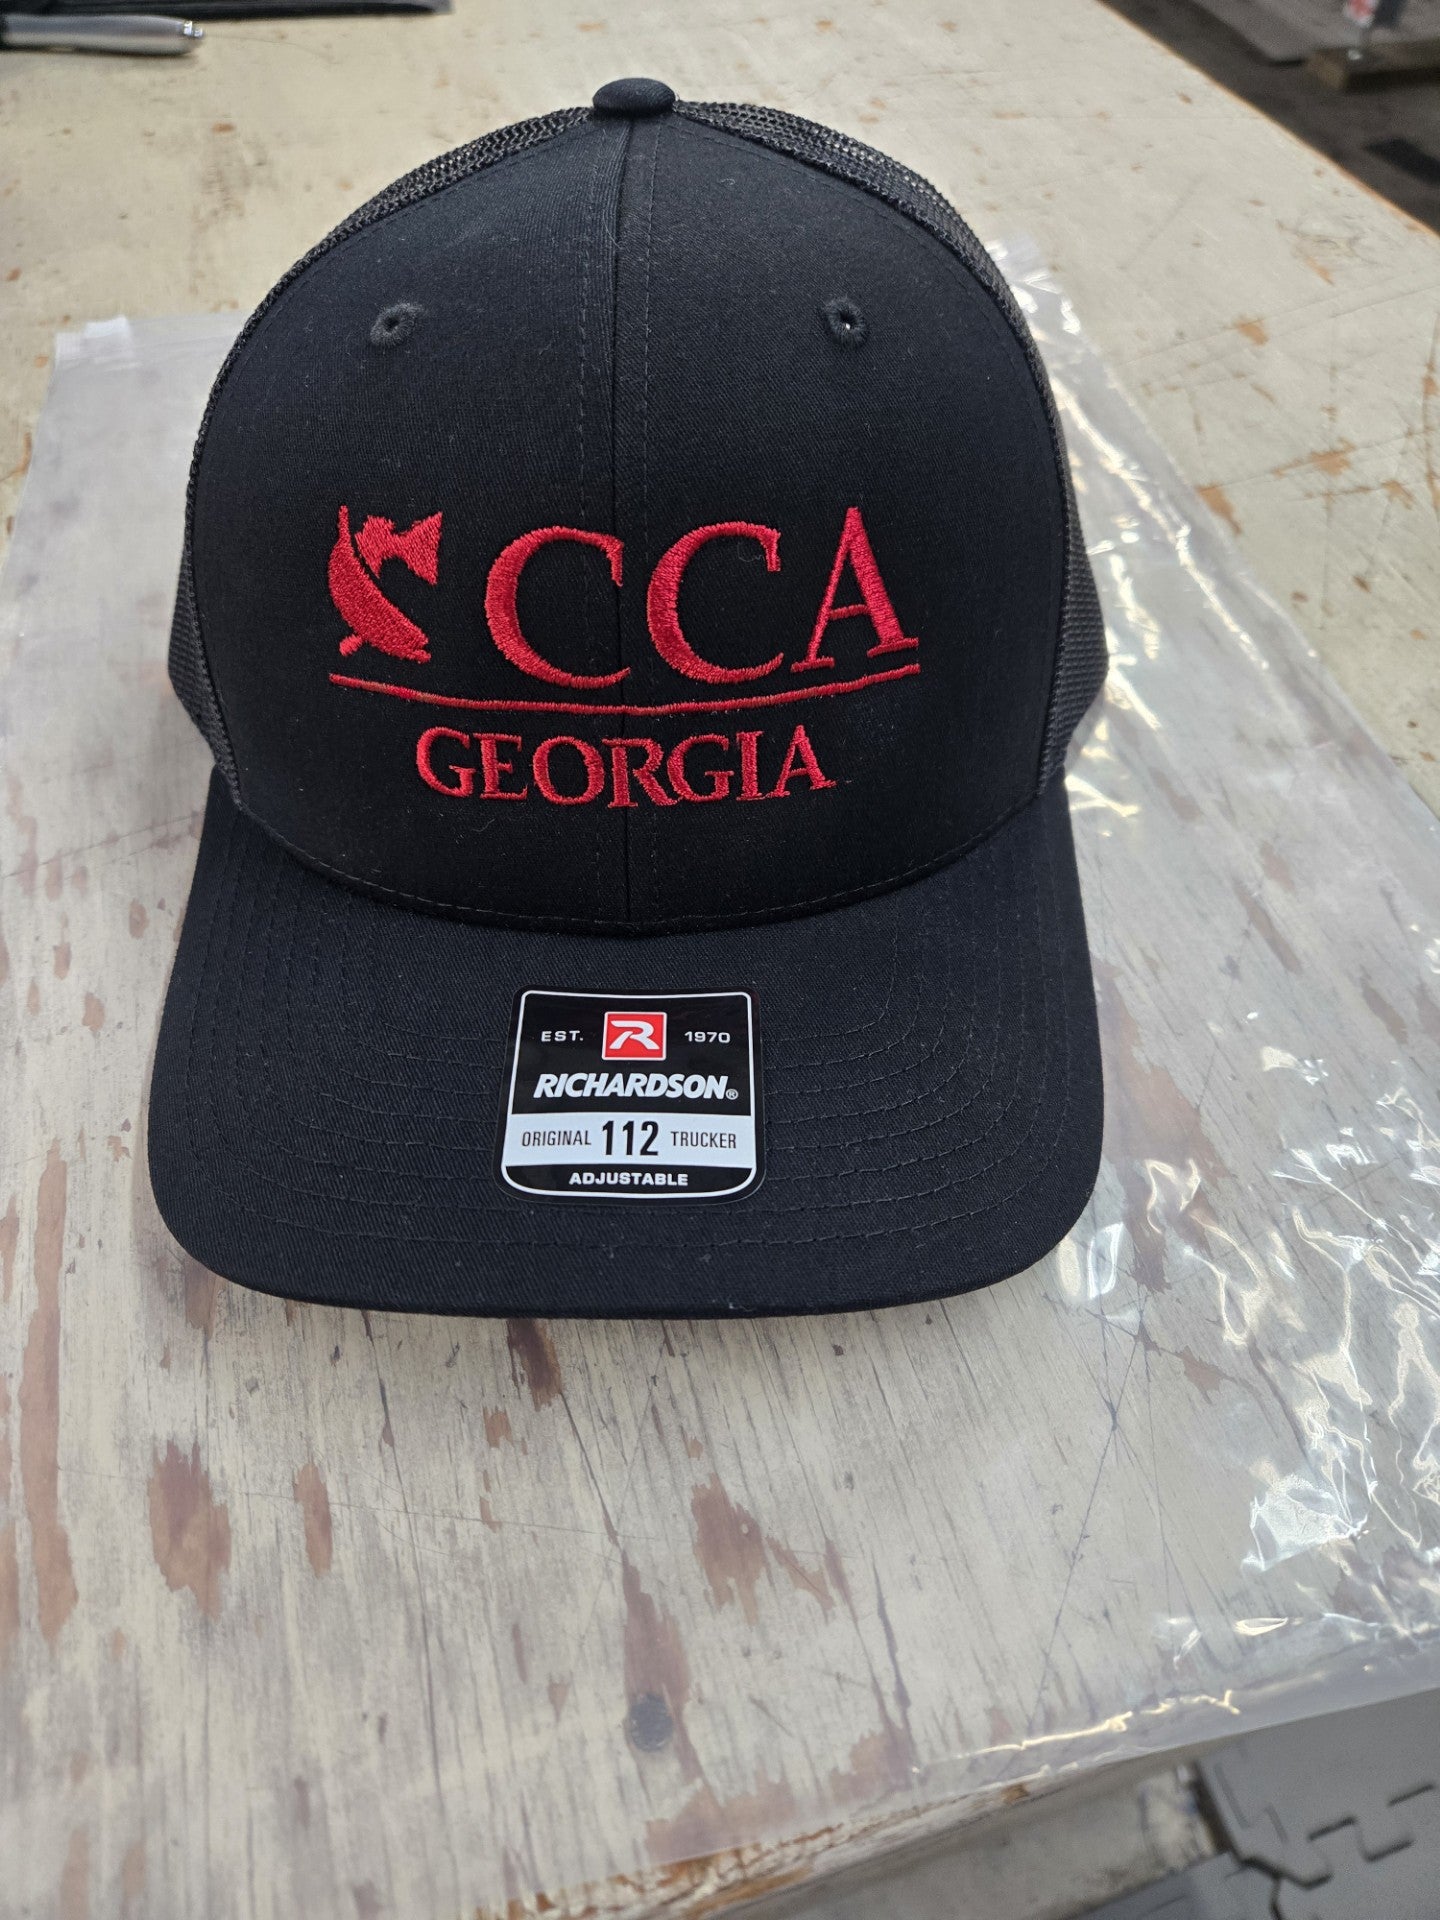 CCA
GEORGIA
EST. R 1970
RICHARDSON®
ORIGINAL 112 TRUCKER
ADJUSTABLE